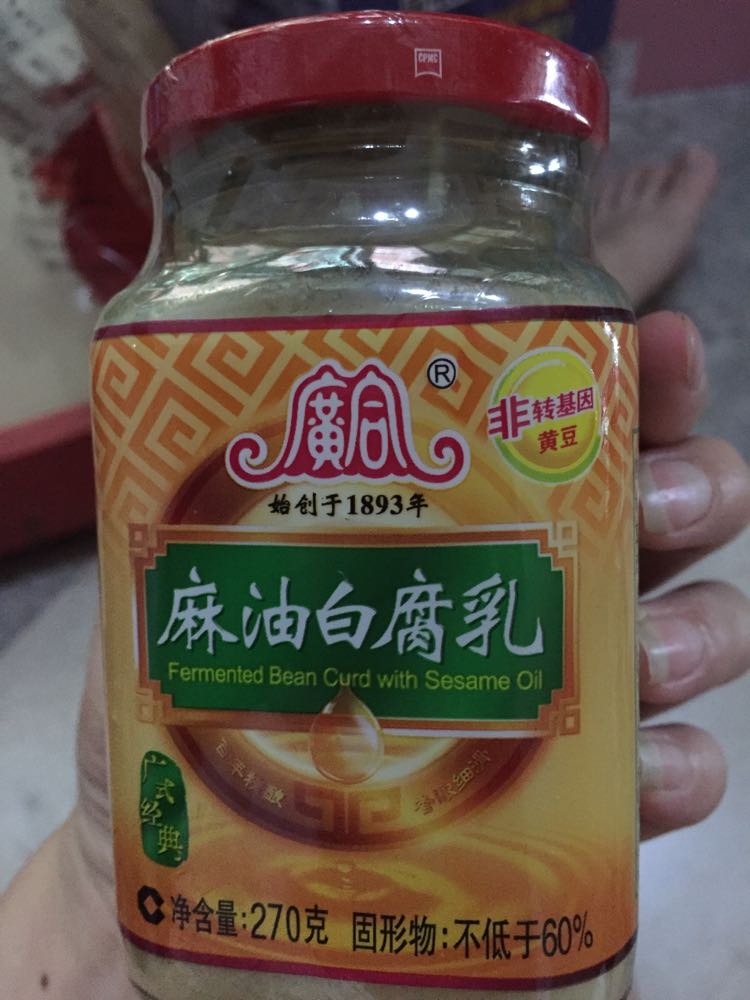 CPMC
廣合®
始创于1893年
非转基因
黄豆
麻油白腐乳
Fermented Bean Curd with Sesame Oil
广式经典
净含量:270克 固形物:不低于60%